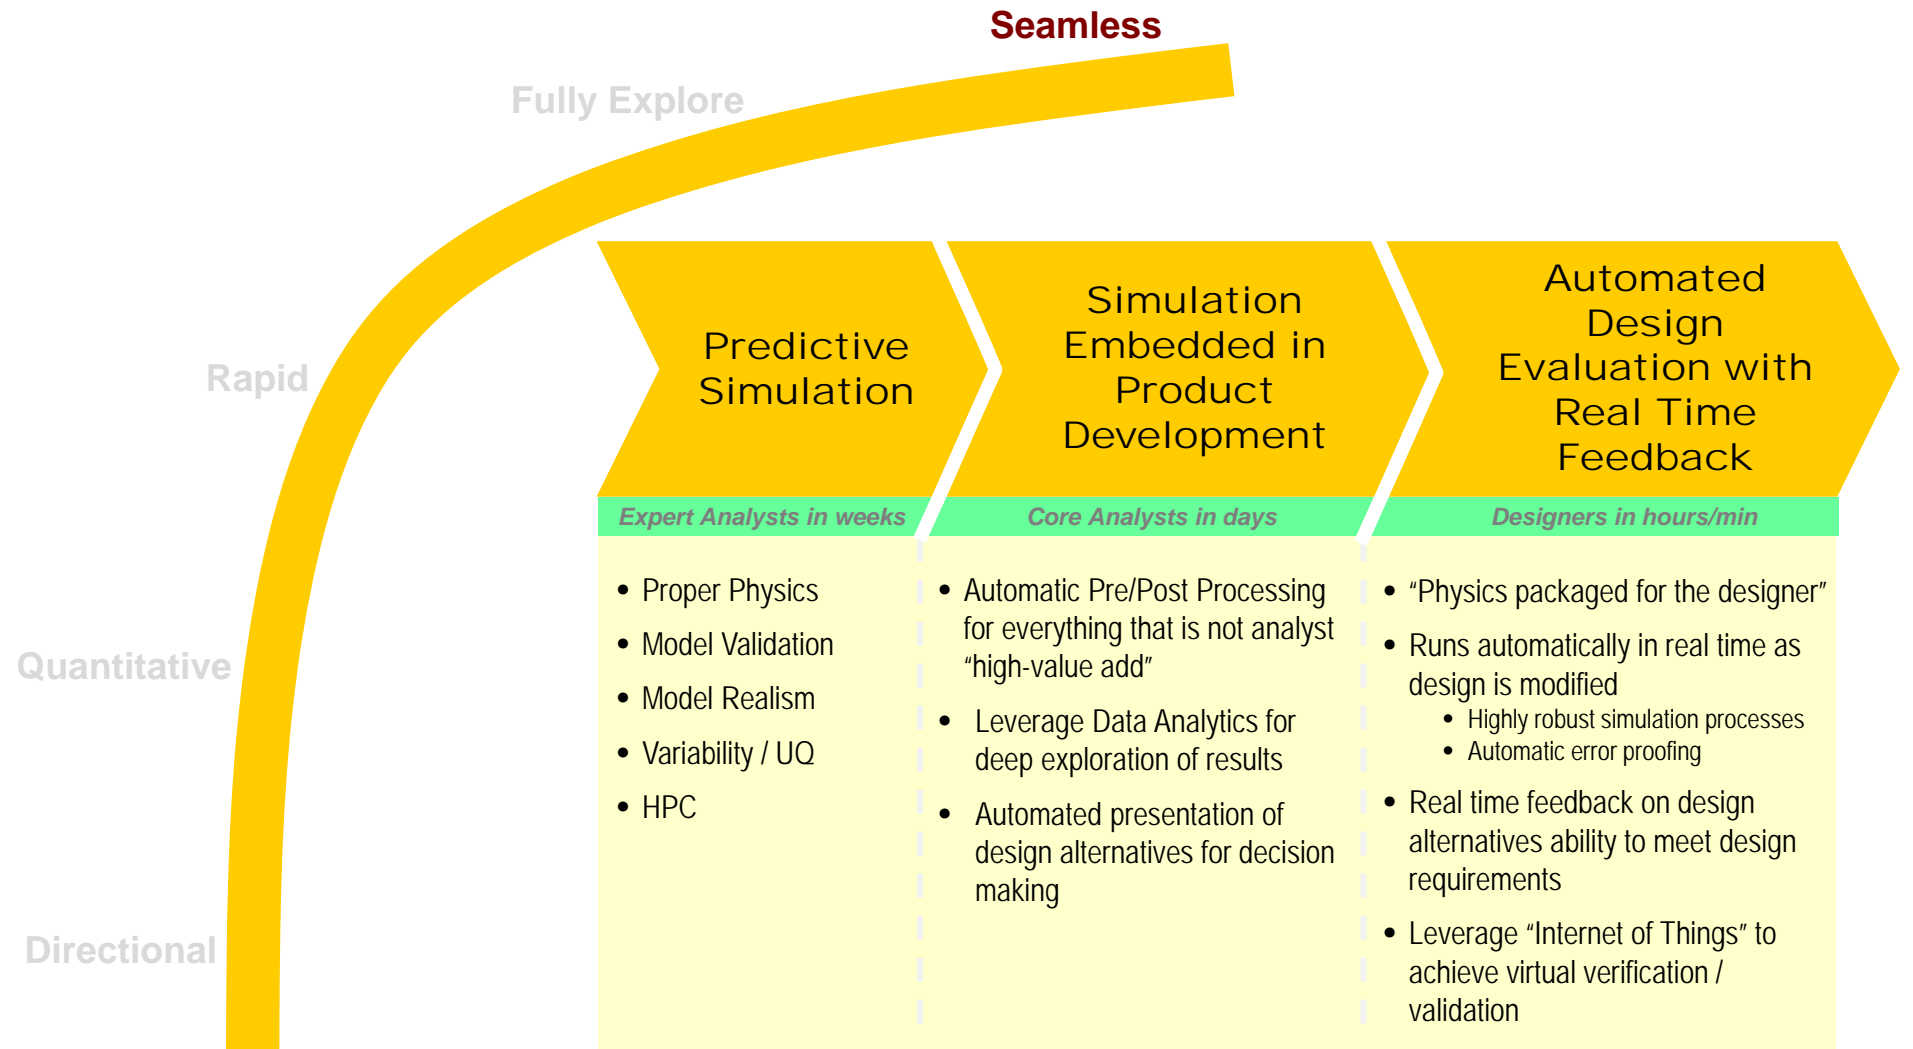 Seamless
Fully Explore
Rapid
Quantitative
Directional
Predictive
Simulation
Simulation
Embedded in
Product
Development
Automated
Design
Evaluation with
Real Time
Feedback
Expert Analysts in weeks
Core Analysts in days
Designers in hours/min
• Proper Physics
• Model Validation
• Model Realism
• Variability / UQ
• HPC
• Automatic Pre/Post Processing
for everything that is not analyst
“high-value add”
• Leverage Data Analytics for
deep exploration of results
• Automated presentation of
design alternatives for decision
making
• “Physics packaged for the designer”
• Runs automatically in real time as
design is modified
• Highly robust simulation processes
• Automatic error proofing
• Real time feedback on design
alternatives ability to meet design
requirements
• Leverage “Internet of Things” to
achieve virtual verification /
validation